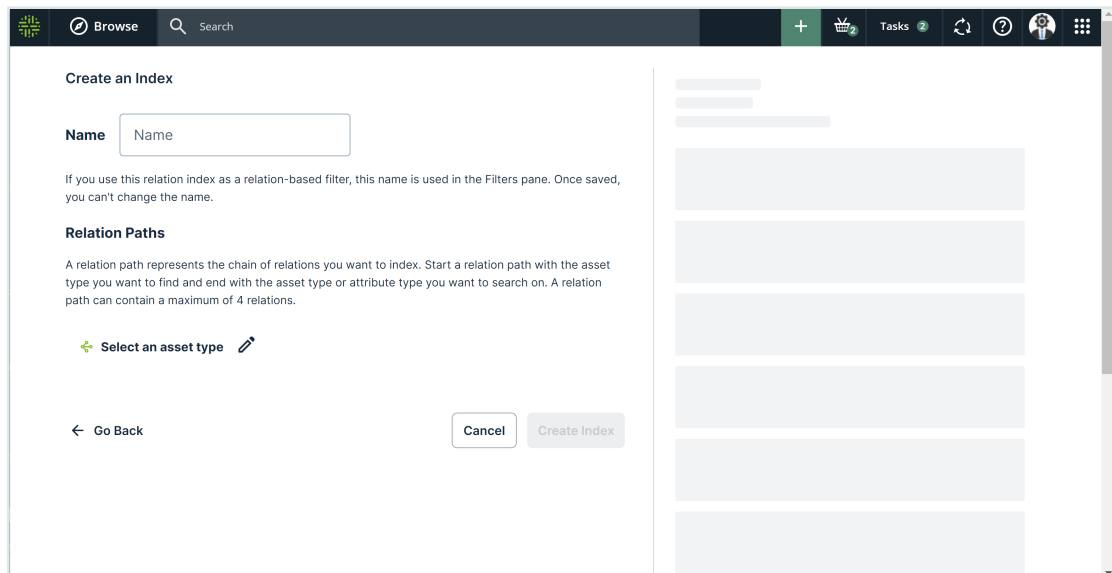 Browse
Search
2
Tasks 2
Create an Index
Name
Name
If you use this relation index as a relation-based filter, this name is used in the Filters pane. Once saved,
you can't change the name.
Relation Paths
A relation path represents the chain of relations you want to index. Start a relation path with the asset
type you want to find and end with the asset type or attribute type you want to search on. A relation
path can contain a maximum of 4 relations.
Select an asset type
Go Back
Cancel
Create Index